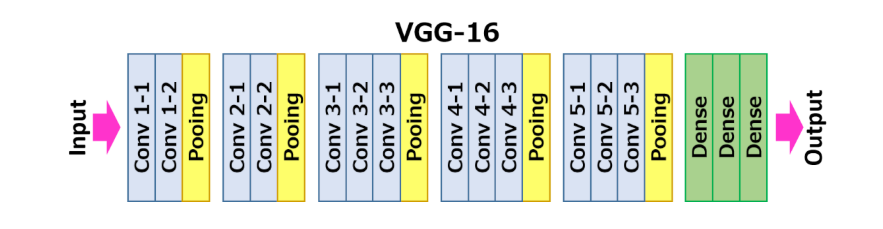 VGG-16
Input
Conv 1-1
Conv 1-2
Pooing
Conv 2-1
Conv 2-2
Pooing
Conv 3-1
Conv 3-2
Conv 3-3
Pooing
Conv 4-1
Conv 4-2
Conv 4-3
Pooing
Conv 5-1
Conv 5-2
Conv 5-3
Pooing
Dense
Dense
Dense
Output